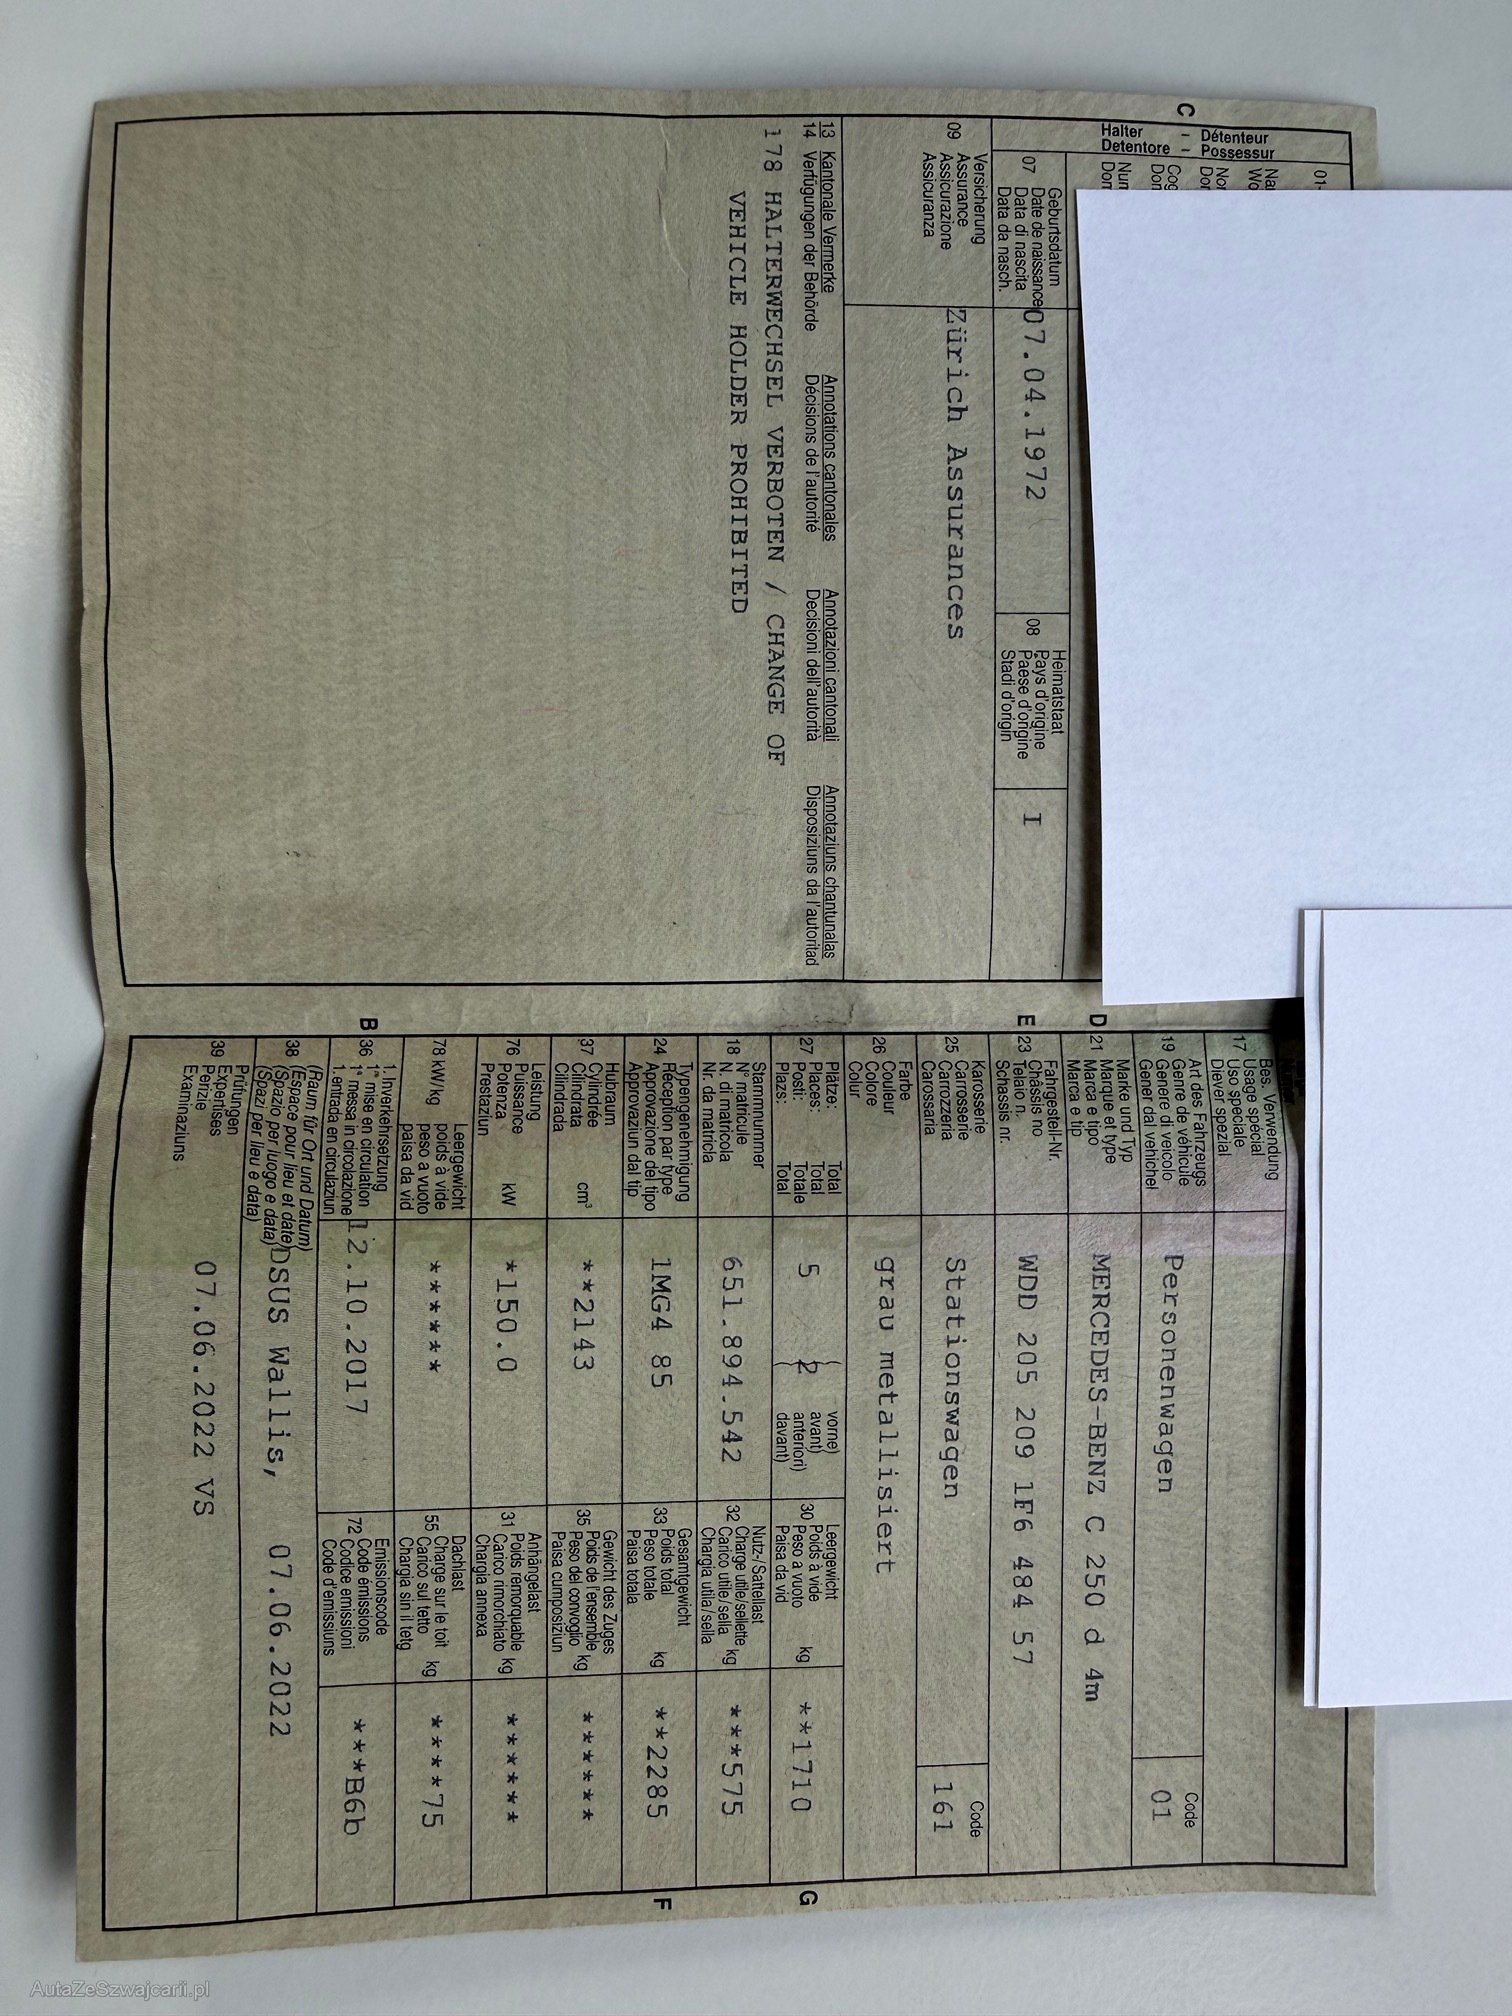 C
Halter - Détenteur
Detentore - Possessur
01-
07
Geburtsdatum
Date de naissance
Data di nascita
Data da nasch.
07.04.1972
08
Heimatstaat
Pays d'origine
Paese d'origine
Stadi d'origin
I
09
Versicherung
Assurance
Assicurazione
Assicuranza
Zürich Assurances
13 Kantonale Vermerke Annotations cantonales Annotazioni cantonali Annotaziuns chantunalas
14 Verfügungen der Behörde Décisions de l'autorité Decisioni dell'autorità Disposiziuns da l'autoritad
178 HALTERWECHSEL VERBOTEN / CHANGE OF
VEHICLE HOLDER PROHIBITED
17
Bes. Verwendung
Usage spécial
Uso speciale
Diever spezial
19
Art des Fahrzeugs
Genre de véhicule
Genere di veicolo
Gener dal vehichel
Personenwagen
Code
01
D
21
Marke und Typ
Marque et type
Marca e tipo
Marca e tip
MERCEDES-BENZ C 250 d 4m
E
23
Fahrgestell-Nr.
Châssis no
Telaio n.
Schassis nr.
WDD 205 209 1F6 484 57
25
Karosserie
Carrosserie
Carrozzeria
Carossaria
Stationswagen
Code
161
26
Farbe
Couleur
Colore
Colur
grau metallisiert
27
Plätze: Total
Places: Total
Posti: Totale
Plazs: Total
5
2
vorne)
avant)
anteriori)
davant)
30
Leergewicht
Poids à vide
Peso a vuoto kg
Paisa da vid
**1710
G
18
Stammnummer
N° matricule
N. di matricola
Nr. da matricla
651.894.542
32
Nutz-/Sattellast
Charge utile/sellette kg
Carico utile/sella
Chargia utila/sella
***575
24
Typengenehmigung
Réception par type
Approvazione del tipo
Approvaziun dal tip
1MG4 85
33
Gesamtgewicht
Poids total
Peso totale kg
Paisa totala
**2285
F
37
Hubraum
Cylindrée
Cilindrata cm³
Cilindrada
**2143
35
Gewicht des Zuges
Poids de l'ensemble kg
Peso del convoglio
Paisa cumposiziun
******
76
Leistung
Puissance
Potenza kW
Prestaziun
*150.0
31
Anhängelast
Poids remorquable kg
Carico rimorchiato
Chargia annexa
******
78 kW/kg
Leergewicht
poids à vide
peso a vuoto
paisa da vid
******
55
Dachlast
Charge sur le toit
Carico sul tetto kg
Chargia sin il tetg
****75
B
36
1.Inverkehrsetzung
1re mise en circulation
1a messa in circolazione
1.entrada en circulaziun
12.10.2017
72
Emissionscode
Code émissions
Codice emissioni
Code d'emissiuns
***B6b
38
(Raum für Ort und Datum)
(Espace pour lieu et date)
(Spazio per luogo e data)
(Spazi per lieu e data)
DSUS Wallis, 07.06.2022
39
Prüfungen
Expertises
Perizie
Examinaziuns
07.06.2022 VS
AutaZeSzwajcarii.pl